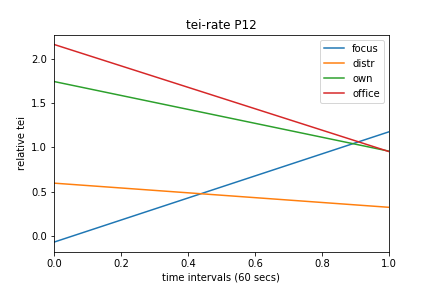 tei-rate P12
focus
distr
own
office
relative tei
2.0
1.5
1.0
0.5
0.0
0.0 0.2 0.4 0.6 0.8 1.0
time intervals (60 secs)